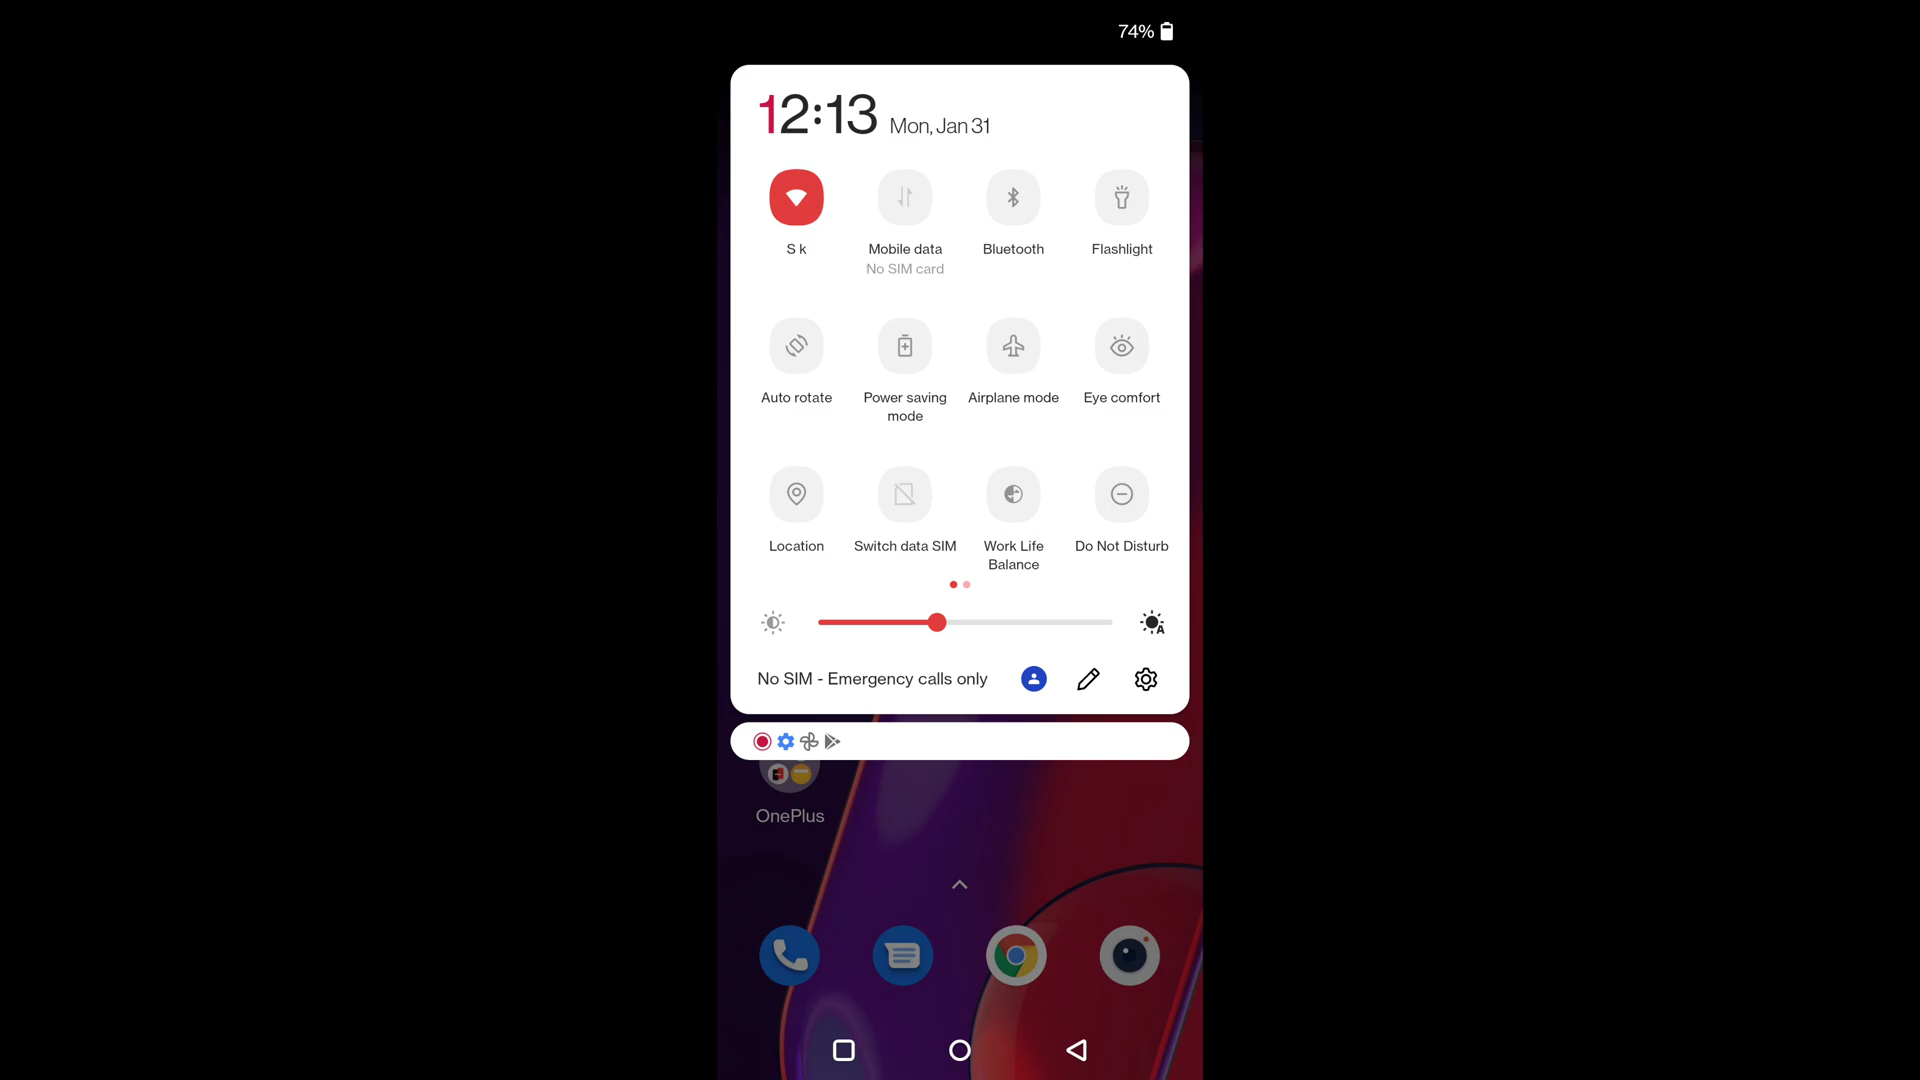 74%
12:13 Mon, Jan 31
S k
Mobile data
No SIM card
Bluetooth
Flashlight
Auto rotate
Power saving
mode
Airplane mode
Eye comfort
Location
Switch data SIM
Work Life
Balance
Do Not Disturb
A
No SIM - Emergency calls only
OnePlus